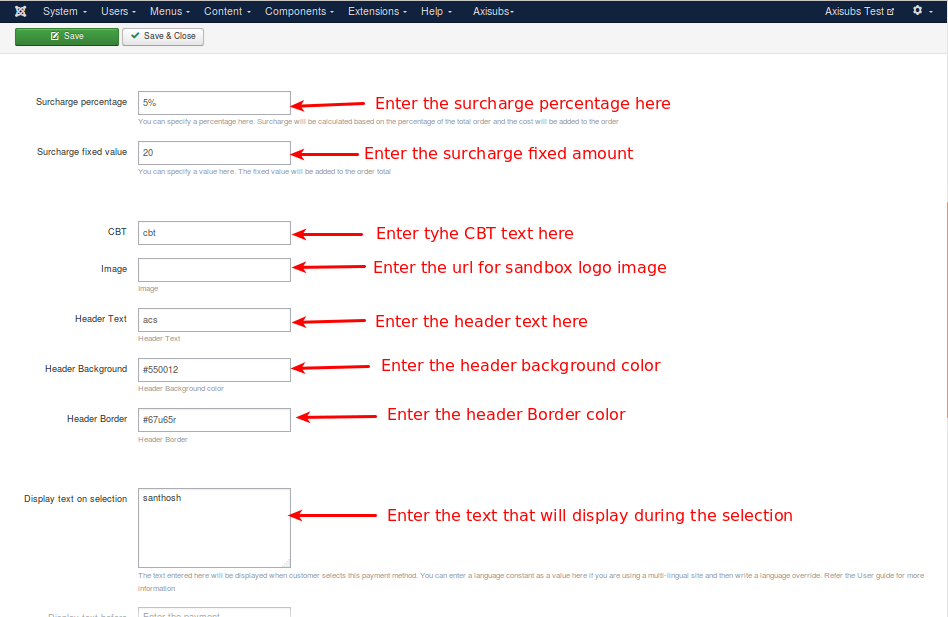 System Users Menus Content Components Extensions Help Axisubs Axisubs Test
Save Save & Close
Surcharge percentage 5% Enter the surcharge percentage here
You can specify a percentage here. Surcharge will be calculated based on the percentage of the total order and the cost will be added to the order
Surcharge fixed value 20 Enter the surcharge fixed amount
You can specify a value here. The fixed value will be added to the order total
CBT cbt Enter tyhe CBT text here
Image Enter the url for sandbox logo image
Image
Header Text acs Enter the header text here
Header Text
Header Background #550012 Enter the header background color
Header Background color
Header Border #67u65r Enter the header Border color
Header Border
Display text on selection santhosh
Enter the text that will display during the selection
The text entered here will be displayed when customer selects this payment method. You can enter a language constant as a value here if you are using a multi-lingual site and then write a language override. Refer the User guide for more
information
Display text before Enter the payment